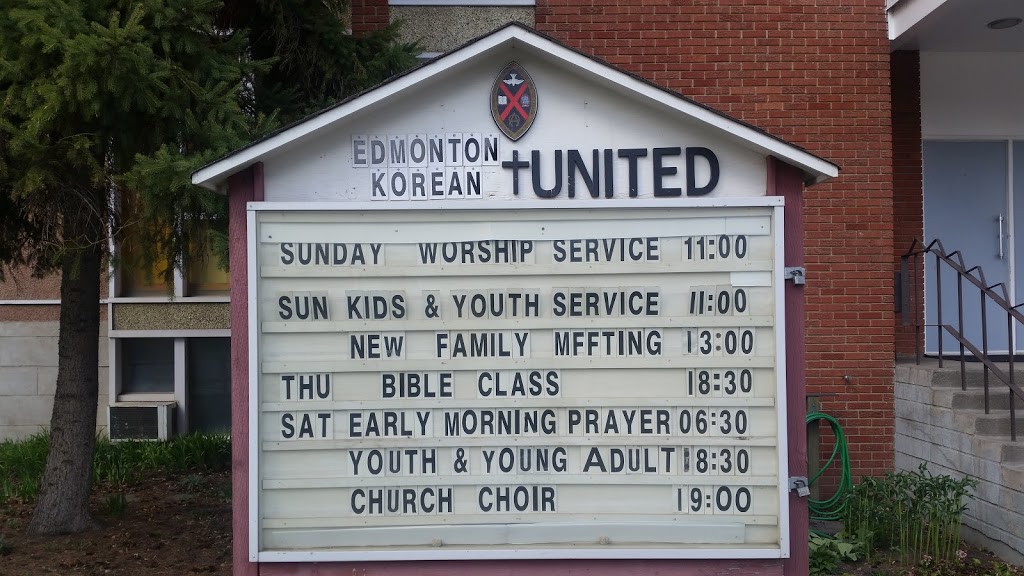 EDMONTON
KOREAN
✝UNITED
SUNDAY WORSHIP SERVICE 11:00
SUN KIDS & YOUTH SERVICE 11:00
NEW FAMILY MFFTING 13:00
THU BIBLE CLASS 18:30
SAT EARLY MORNING PRAYER 06:30
YOUTH & YOUNG ADULT 18:30
CHURCH CHOIR 19:00